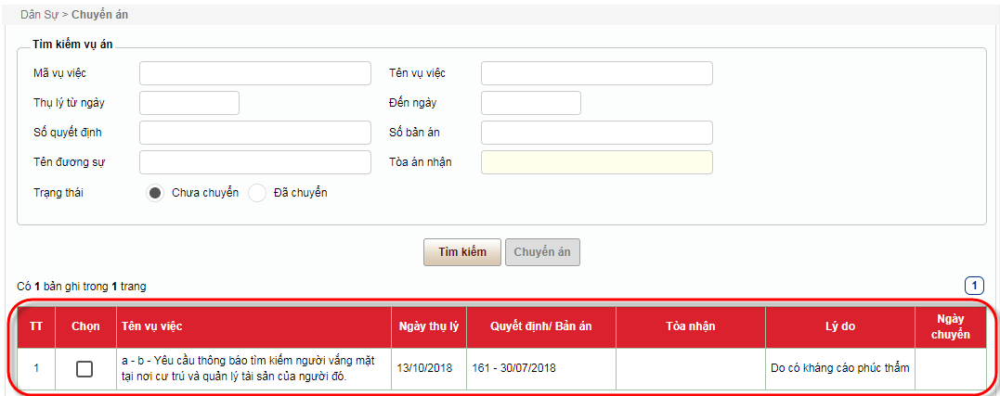 Dân Sự > Chuyển án
Tìm kiếm vụ án
Mã vụ việc Tên vụ việc
Thụ lý từ ngày Đến ngày
Số quyết định Số bản án
Tên đương sự Tòa án nhận
Trạng thái Chưa chuyển Đã chuyển
Tìm kiếm Chuyển án
Có 1 bản ghi trong 1 trang 1
TT Chọn Tên vụ việc Ngày thụ lý Quyết định/ Bản án Tòa nhận Lý do Ngày chuyển
1 a - b - Yêu cầu thông báo tìm kiếm người vắng mặt
tại nơi cư trú và quản lý tài sản của người đó. 13/10/2018 161 - 30/07/2018 Do có kháng cáo phúc thẩm